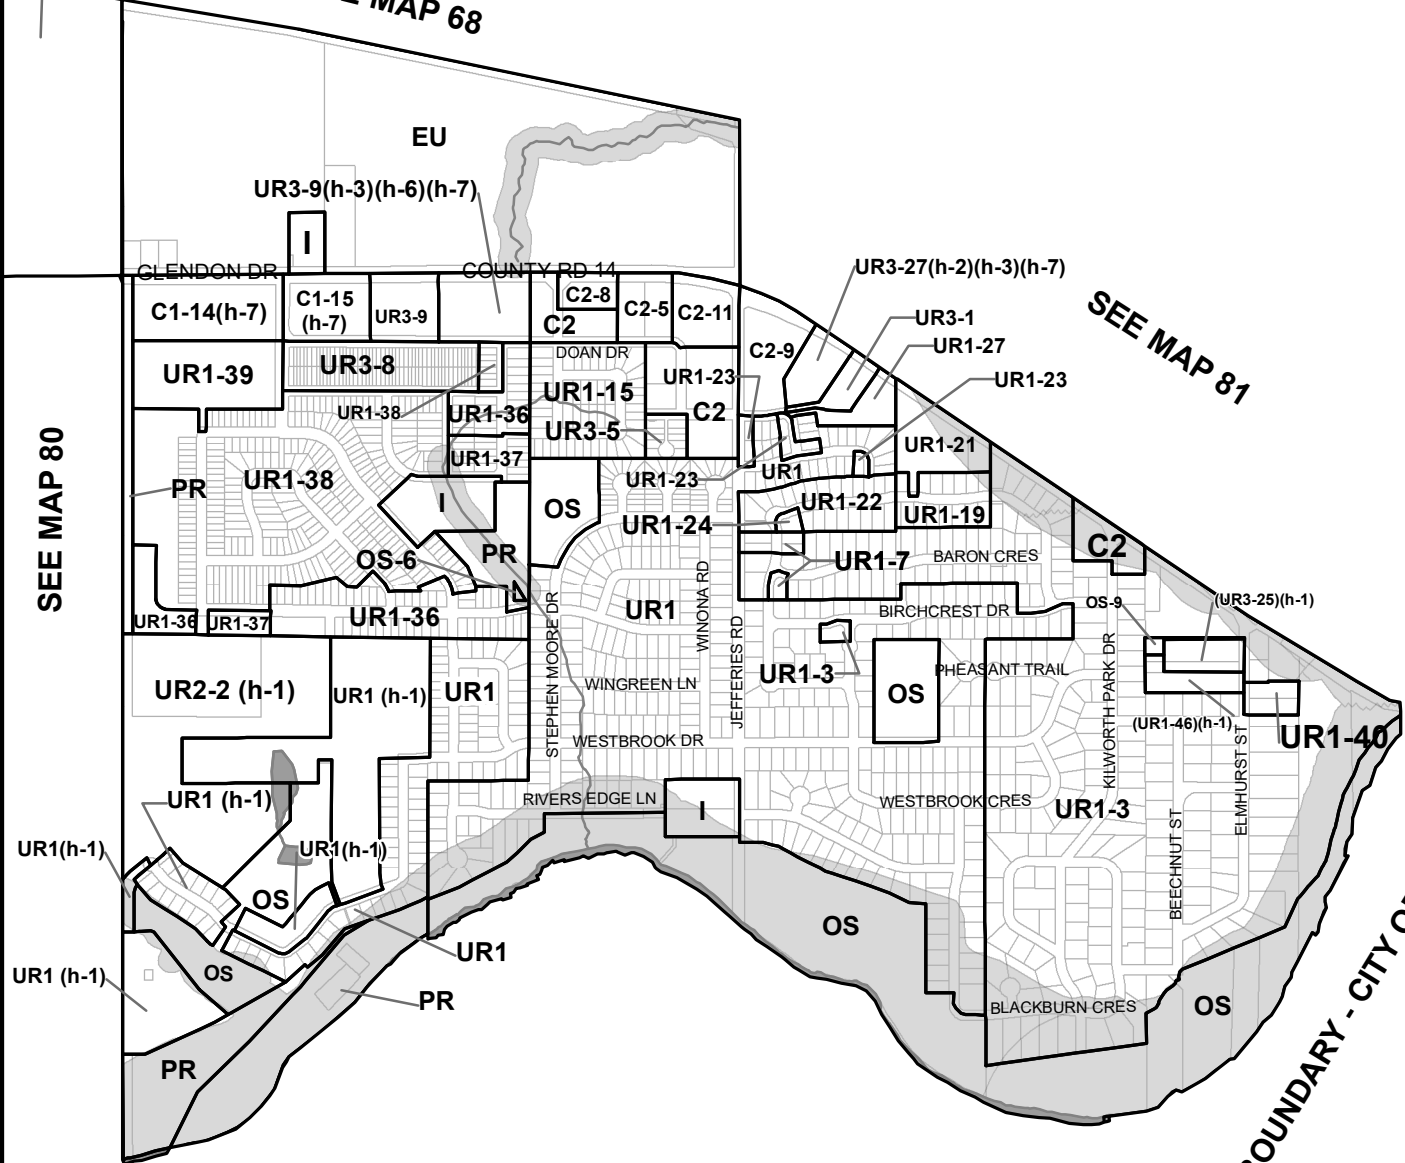 MAP 68
EU
UR3-9(h-3)(h-6)(h-7)
I
GLENDON DR
COUNTY RD 14
UR3-27(h-2)(h-3)(h-7)
SEE MAP 81
C1-14(h-7)
C1-15
(h-7)
UR3-9
C2-8
C2
C2-5
C2-11
UR3-1
UR1-27
C2-9
DOAN DR
UR1-39
UR3-8
UR1-23
UR1-23
UR1-15
UR1-38
UR1-36
C2
UR3-5
UR1-21
UR1-37
UR1
UR1-38
UR1-23
PR
SEE MAP 80
I
OS
UR1-22
UR1-24
UR1-19
C2
PR
OS-6
BARON CRES
UR1-7
OS-9
(UR3-25)(h-1)
UR1
BIRCHCREST DR
UR1-36
UR1-37
UR1-36
STEPHEN MOORE DR
WINONA RD
JEFFERIES RD
UR1-3
PHEASANT TRAIL
KILWORTH PARK DR
UR2-2 (h-1)
UR1 (h-1)
UR1
WINGREEN LN
OS
(UR1-46)(h-1)
UR1-40
WESTBROOK DR
ELMHURST ST
UR1 (h-1)
RIVERS EDGE LN
I
WESTBROOK CRES
UR1-3
BEECHNUT ST
UR1(h-1)
UR1(h-1)
OS
OS
UR1
OS
UR1 (h-1)
PR
BLACKBURN CRES
OS
PR
BOUNDARY - CITY OF